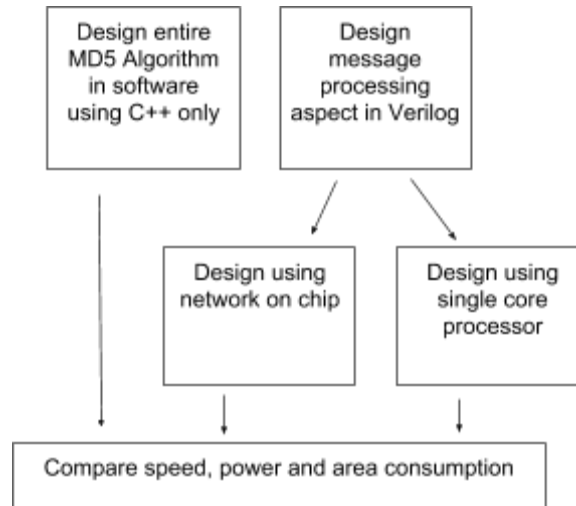 Design entire
MD5 Algorithm
in software
using C++ only
Design
message
processing
aspect in Verilog
Design using
network on chip
Design using
single core
processor
Compare speed, power and area consumption